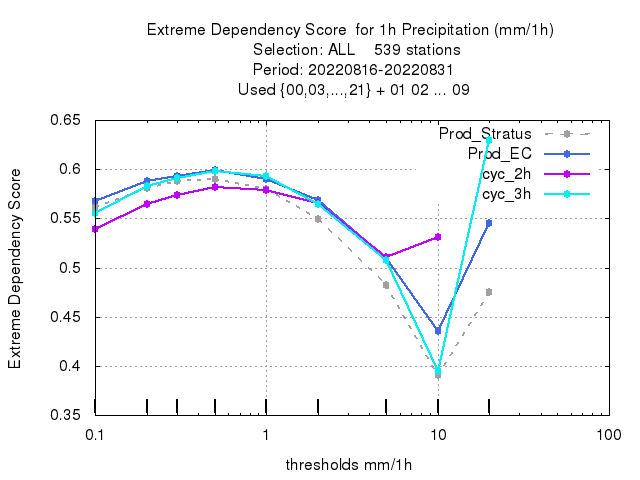 Extreme Dependency Score  for 1h Precipitation (mm/1h)
Selection: ALL    539 stations
Period: 20220816-20220831
Used {00,03,...,21} + 01 02 ... 09
Extreme Dependency Score
0.65
0.6
0.55
0.5
0.45
0.4
0.35
Prod_Stratus
Prod_EC
cyc_2h
cyc_3h
0.1
1
10
100
thresholds mm/1h